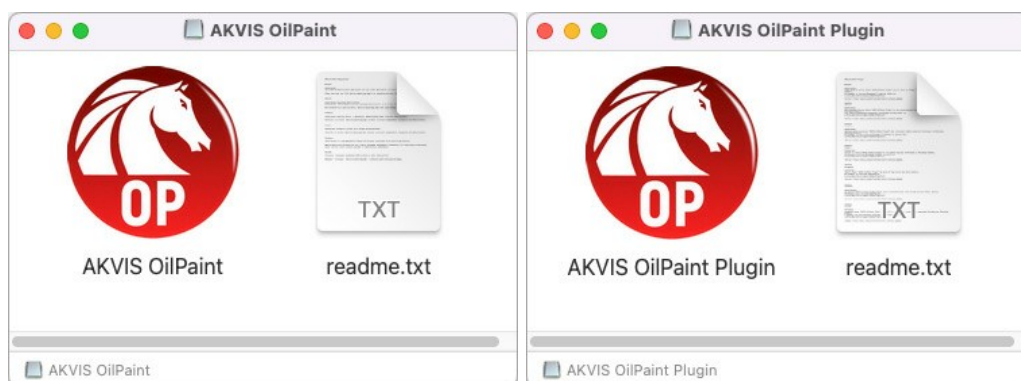 AKVIS OilPaint
OP
TXT
AKVIS OilPaint
readme.txt
AKVIS OilPaint
AKVIS OilPaint Plugin
OP
TXT
AKVIS OilPaint Plugin
readme.txt
AKVIS OilPaint Plugin